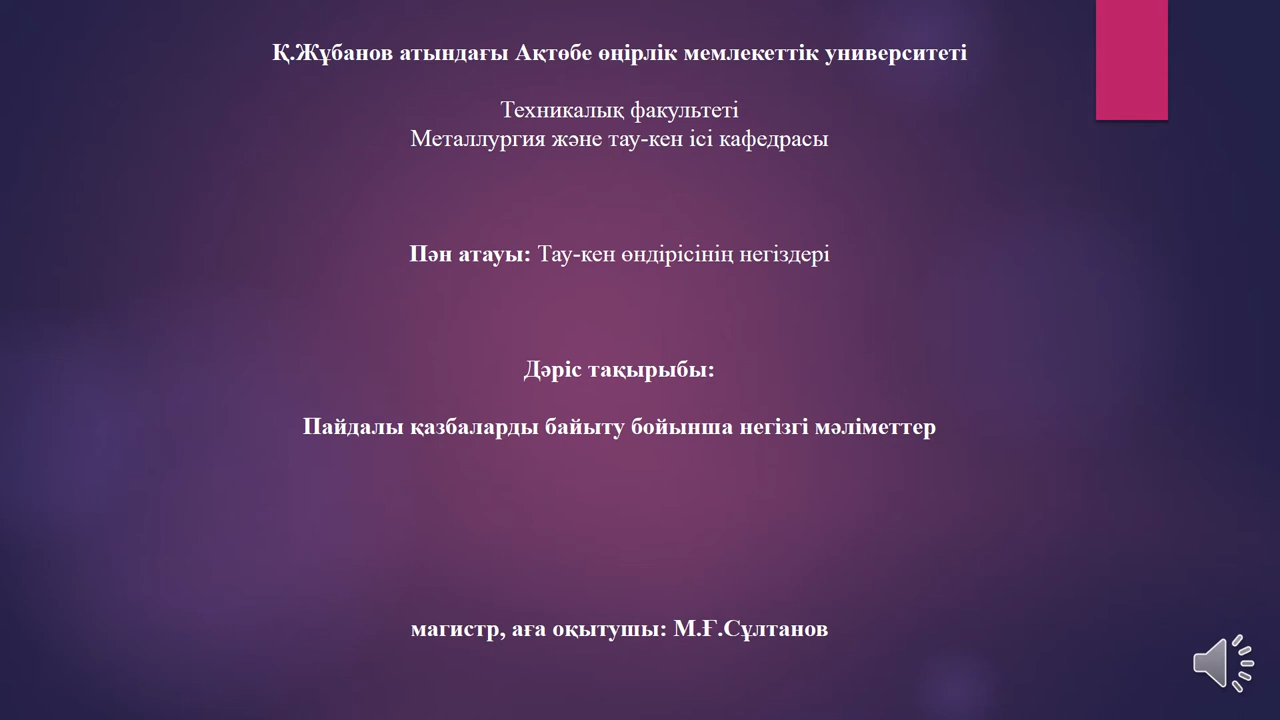 Қ.Жұбанов атындағы Ақтөбе өңірлік мемлекеттік университеті
Техникалық факультеті
Металлургия және тау-кен ісі кафедрасы
Пән атауы: Тау-кен өндірісінің негіздері
Дәріс тақырыбы:
Пайдалы қазбаларды байыту бойынша негізгі мәліметтер
магистр, аға оқытушы: М.Ғ.Сұлтанов